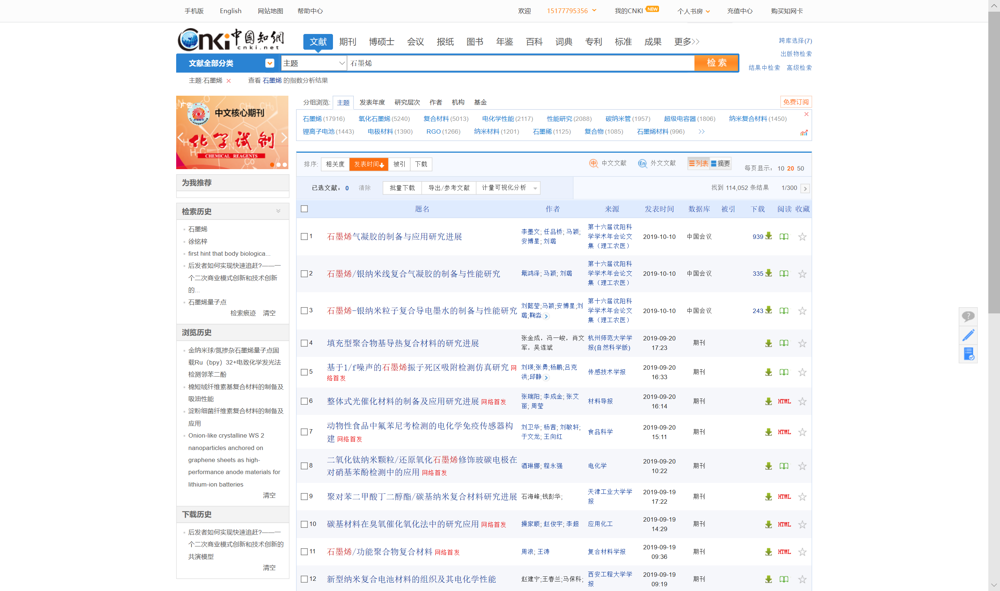 手机版 English 网站地图 帮助中心 欢迎 15177795356 我的CNKI NEW 个人书房 充值中心 购买知网卡
Cnki 中國知網
cnki.net
文献 期刊 博硕士 会议 报纸 图书 年鉴 百科 词典 专利 标准 成果 更多>>
跨库选择(7)
出版物检索
文献全部分类 主题 石墨烯 检索
结果中检索 高级检索
主题:石墨烯 × 查看 石墨烯 的指数分析结果
广告
中文核心期刊
化学试剂
CHEMICAL REAGENTS
分组浏览: 主题 发表年度 研究层次 作者 机构 基金 免费订阅
石墨烯(17916) 氧化石墨烯(5240) 复合材料(5013) 电化学性能(2117) 性能研究(2088) 碳纳米管(1957) 超级电容器(1806) 纳米复合材料(1450)
锂离子电池(1443) 电极材料(1390) RGO(1266) 纳米材料(1201) 石墨稀(1125) 复合物(1085) 石墨烯材料(996) >>
排序: 相关度 发表时间 被引 下载 中文文献 外文文献 列表 摘要 每页显示: 10 20 50
已选文献: 0 清除 批量下载 导出/参考文献 计量可视化分析 找到 114,052 条结果 1/300
为我推荐
检索历史
石墨烯
徐铭梓
first hint that body biologica...
后发者如何实现快速追赶?——一
个二次商业模式创新和技术创新
的...
石墨烯量子点
检索痕迹 清空
浏览历史
金纳米球/氮掺杂石墨烯量子点固
载Ru（bpy）32+电致化学发光法
检测邻苯二酚
棉短绒纤维素基复合材料的制备及
吸油性能
淀粉细菌纤维素复合材料的制备及
应用
Onion-like crystalline WS 2
nanoparticles anchored on
graphene sheets as high-
performance anode materials for
lithium-ion batteries
清空
下载历史
后发者如何实现快速追赶?——一
个二次商业模式创新和技术创新的
共演模型
清空
题名 作者 来源 发表时间 数据库 被引 下载 阅读 收藏
1 石墨烯气凝胶的制备与应用研究进展
李墨文; 任品桥; 马颖;
安博星; 刘璐
第十六届沈阳科
学学术年会论文
集（理工农医）
2019-10-10 中国会议 939
2 石墨烯/银纳米线复合气凝胶的制备与性能研究
戢鸿泽; 马颖; 刘璐
第十六届沈阳科
学学术年会论文
集（理工农医）
2019-10-10 中国会议 335
3 石墨烯-银纳米粒子复合导电墨水的制备与性能研究
刘懿莹;马颖;安博星;刘
璐;鞠淼
第十六届沈阳科
学学术年会论文
集（理工农医）
2019-10-10 中国会议 243
4 填充型聚合物基导热复合材料的研究进展
张金成，冯一峻，肖文
军，吴连斌
杭州师范大学学
报(自然科学版)
2019-09-20
17:23
期刊
5 基于1/f噪声的石墨烯振子死区吸附检测仿真研究 网
络首发
刘瑛;张勇;杨鹏;吕克
洪;邱静
传感技术学报
2019-09-20
16:33
期刊
6 整体式光催化材料的制备及应用研究进展 网络首发
张瑞阳; 李成金; 张艾
丽; 周莹
材料导报
2019-09-20
16:14
期刊 HTML
7 动物性食品中氟苯尼考检测的电化学免疫传感器构
建 网络首发
刘卫华; 杨茜; 刘敏轩;
于文龙; 王向红
食品科学
2019-09-20
15:11
期刊 HTML
8 二氧化钛纳米颗粒/还原氧化石墨烯修饰玻碳电极在
对硝基苯酚检测中的应用 网络首发
酒琳娜; 程永强
电化学
2019-09-20
10:22
期刊
9 聚对苯二甲酸丁二醇酯/碳基纳米复合材料研究进展
石海峰;钱彭华;
天津工业大学学
报
2019-09-19
17:22
期刊 HTML
10 碳基材料在臭氧催化氧化法中的研究应用 网络首发
操家顺; 赵俊宇; 李超
应用化工
2019-09-19
14:29
期刊 HTML
11 石墨烯/功能聚合物复合材料 网络首发
周浪; 王涛
复合材料学报
2019-09-19
09:36
期刊 HTML
12 新型纳米复合电池材料的组织及其电化学性能
赵建宁;王春兰;马保科;
西安工程大学学
报
2019-09-19
09:19
期刊